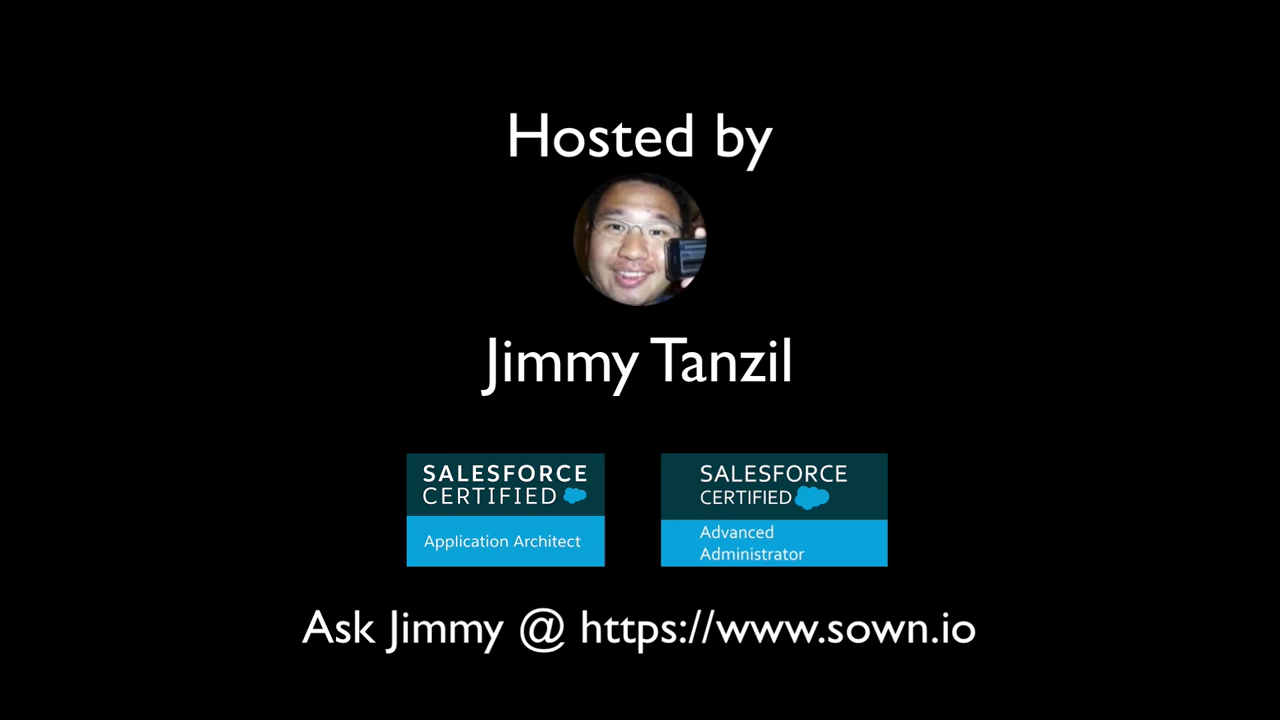 Hosted by
Jimmy Tanzil
SALESFORCE
CERTIFIED
Application Architect
SALESFORCE
CERTIFIED
Advanced
Administrator
Ask Jimmy @ https://www.sown.io